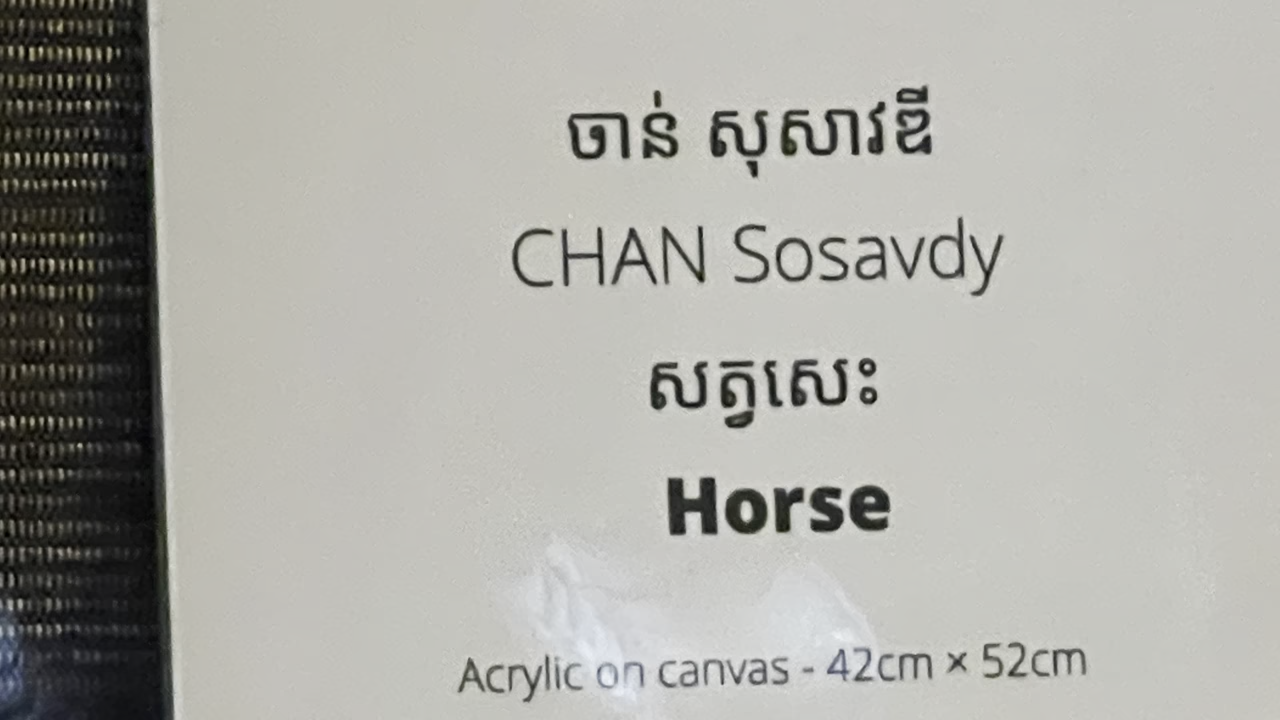 ចាន់ សុសាវឌី
CHAN Sosavdy
សត្វសេះ
Horse
Acrylic on canvas - 42cm × 52cm